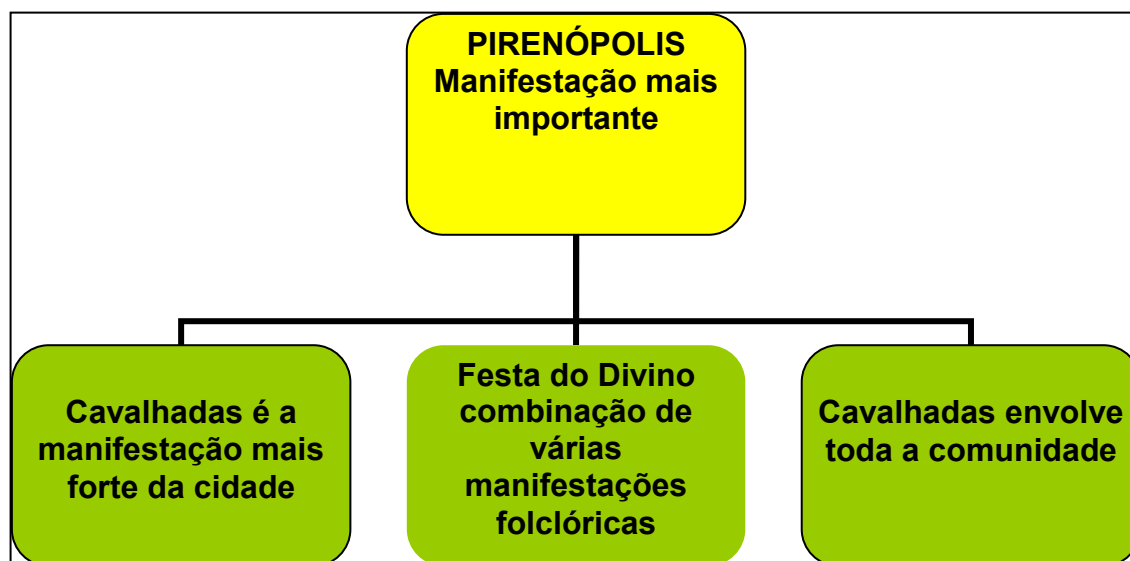 PIRENÓPOLIS
Manifestação mais
importante
Cavalhadas é a
manifestação mais
forte da cidade
Festa do Divino
combinação de
várias
manifestações
folclóricas
Cavalhadas envolve
toda a comunidade